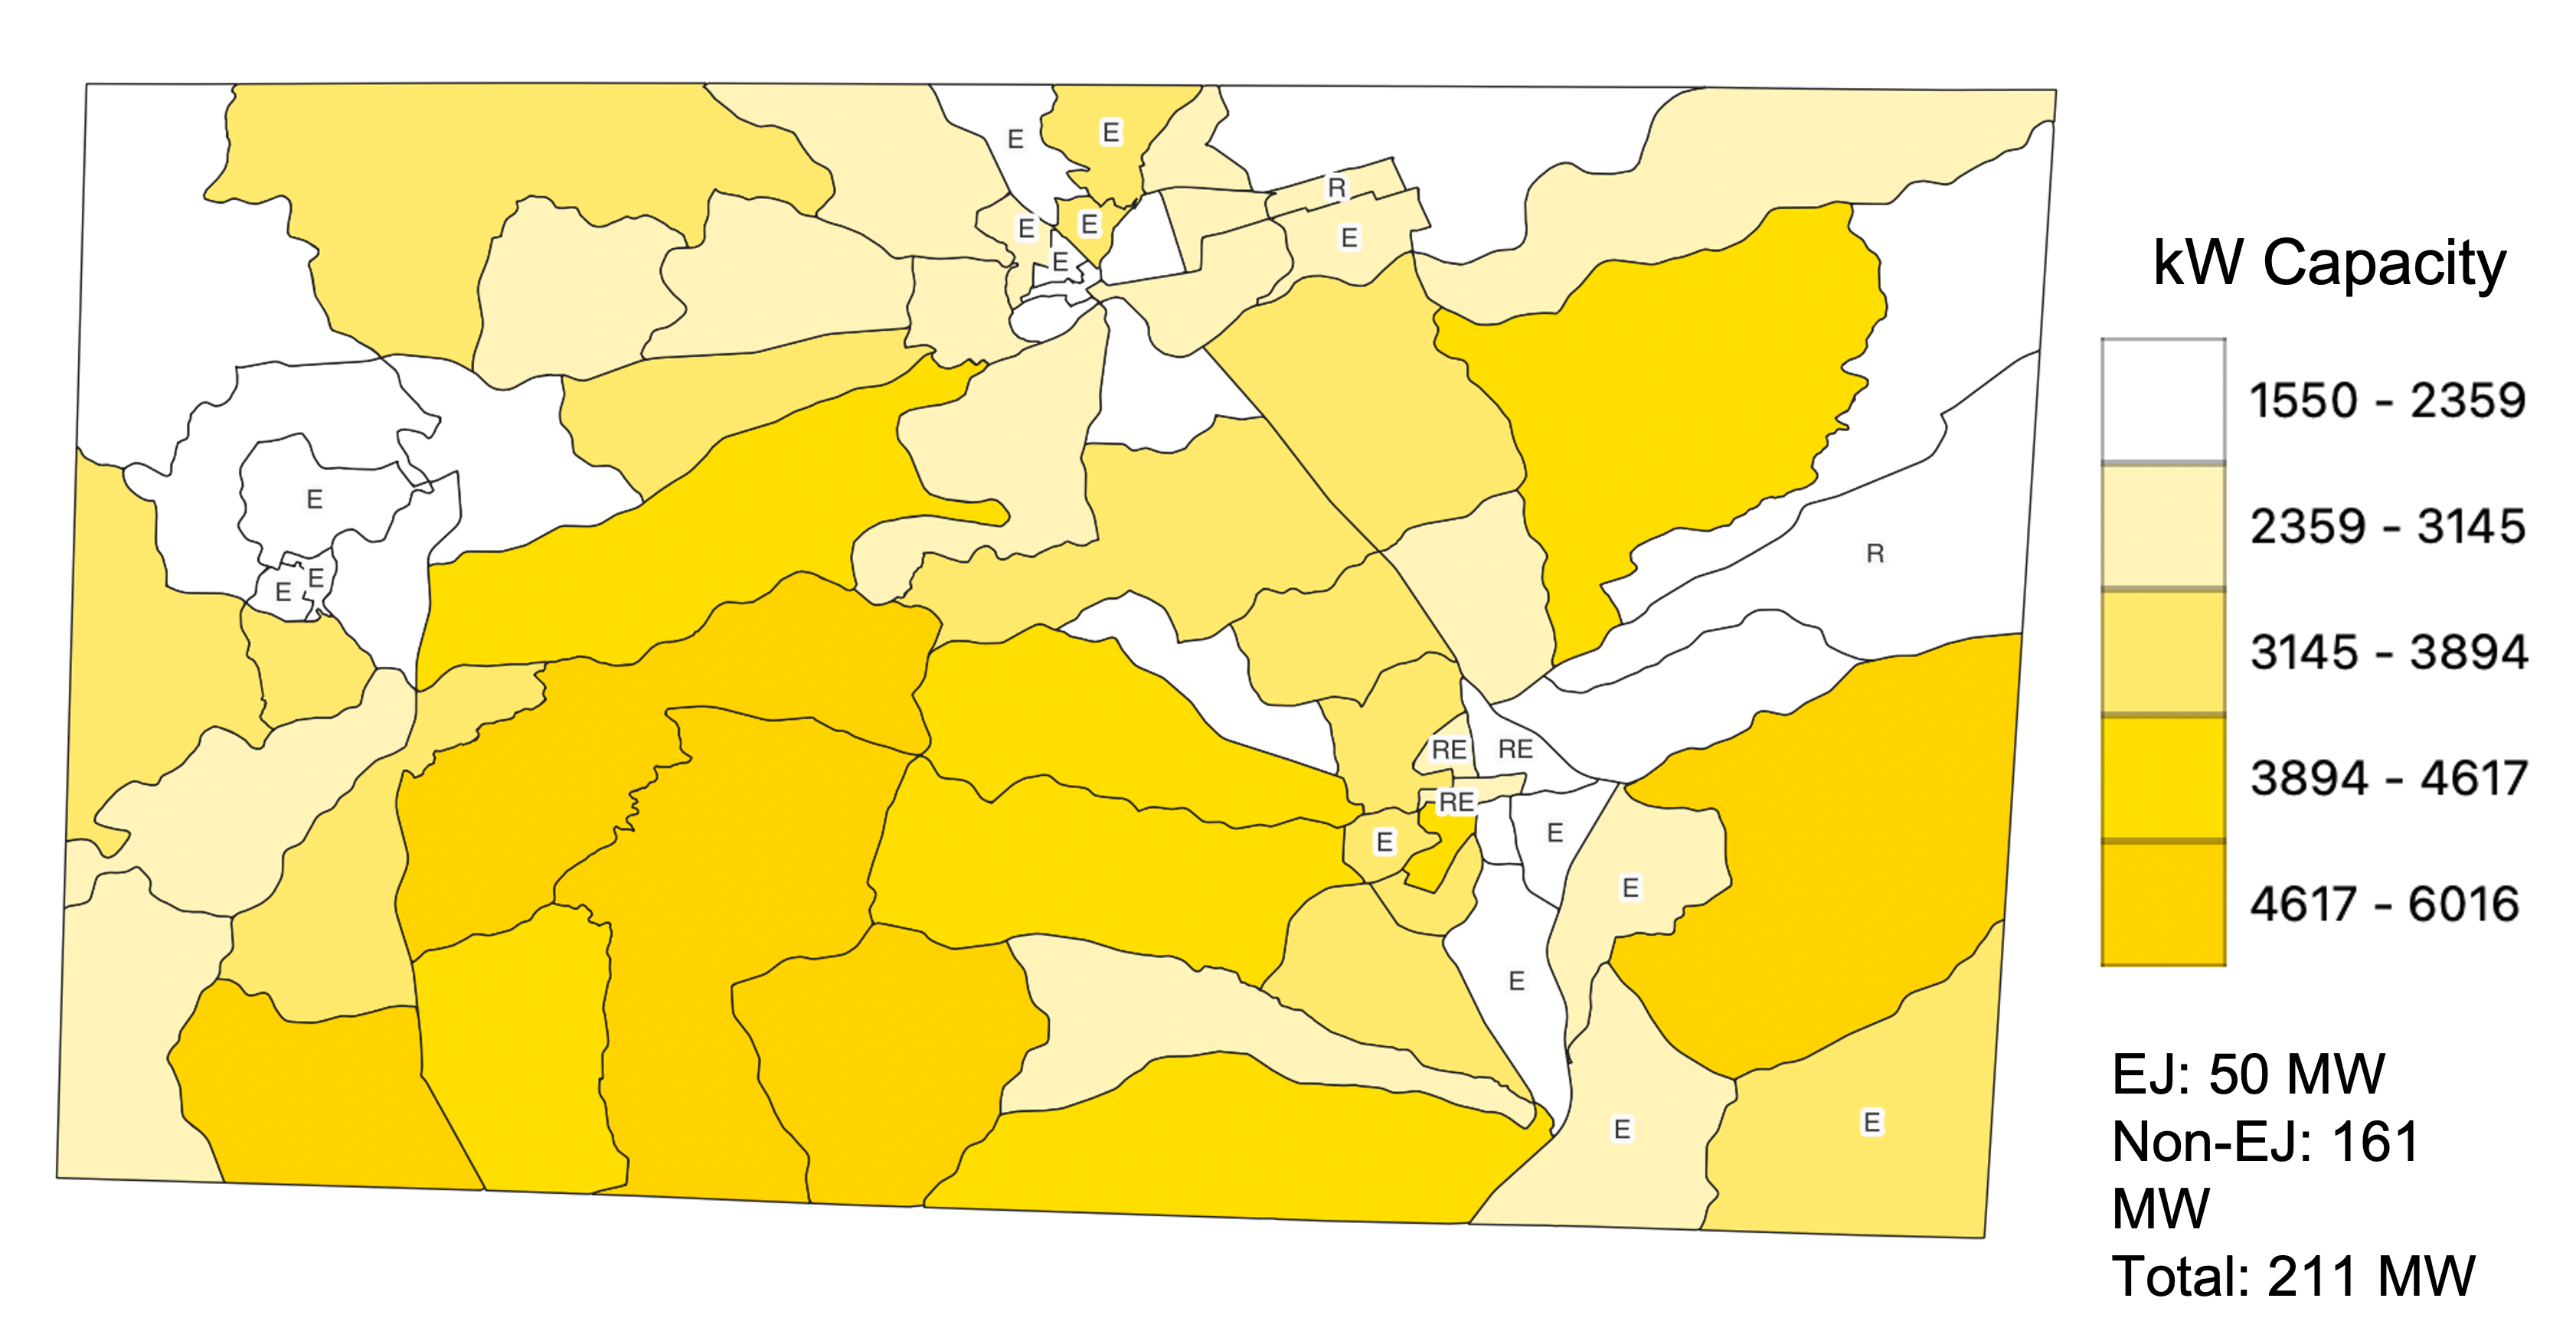 E
E
R
E
E
E
E
kW Capacity
1550 - 2359
2359 - 3145
3145 - 3894
3894 - 4617
4617 - 6016
E
E
E
R
RE
RE
RE
E
E
E
E
E
E
EJ: 50 MW
Non-EJ: 161
MW
Total: 211 MW